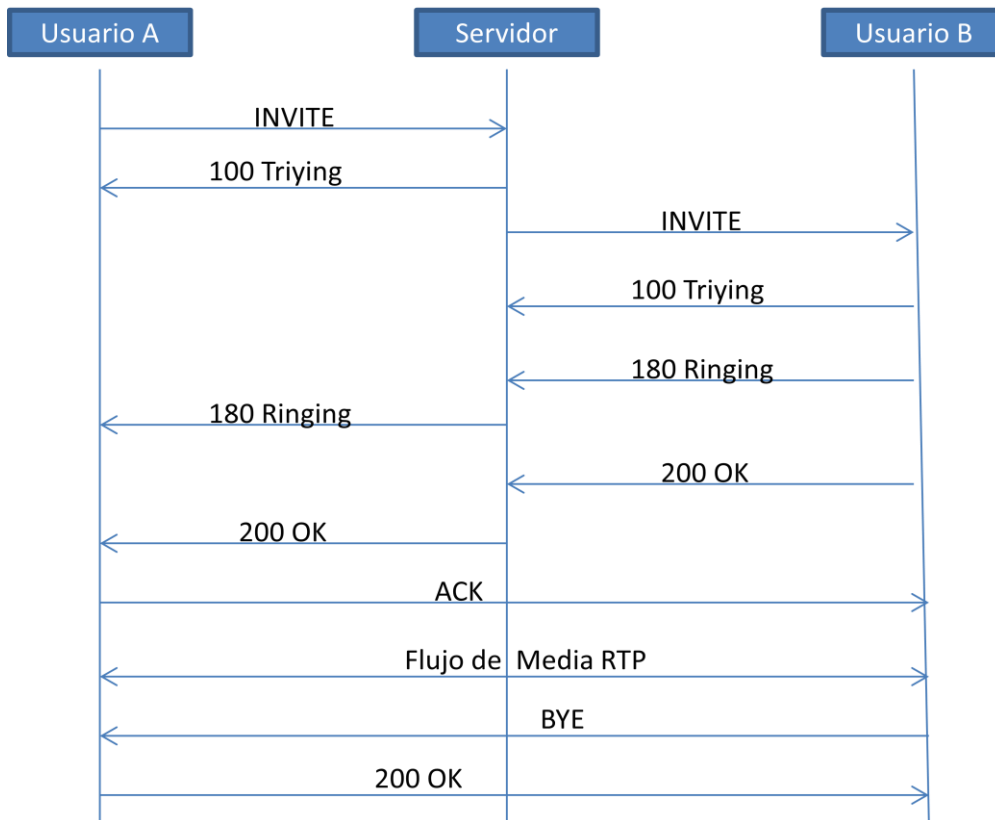 Usuario A
Servidor
Usuario B
INVITE
100 Triying
INVITE
100 Triying
180 Ringing
180 Ringing
200 OK
200 OK
ACK
Flujo de Media RTP
BYE
200 OK